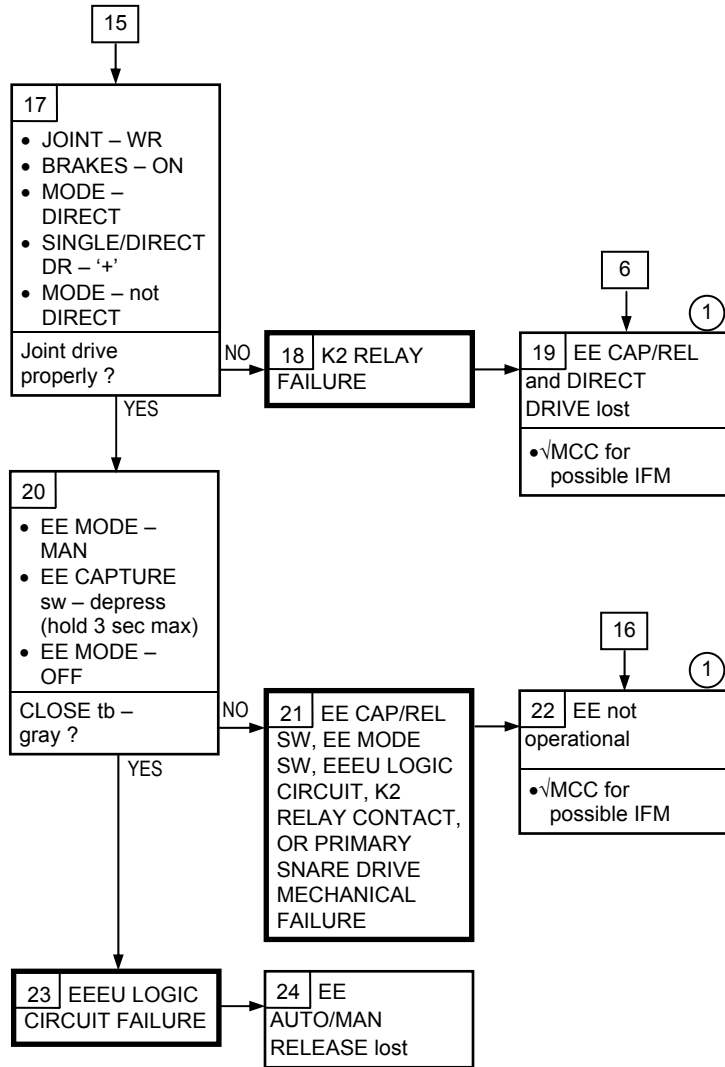 15
17
• JOINT – WR
• BRAKES – ON
• MODE –
DIRECT
• SINGLE/DIRECT
DR – '+'
• MODE – not
DIRECT
Joint drive
properly ?
NO
YES
18 K2 RELAY
FAILURE
6
1
19 EE CAP/REL
and DIRECT
DRIVE lost
•√MCC for
possible IFM
20
• EE MODE –
MAN
• EE CAPTURE
sw – depress
(hold 3 sec max)
• EE MODE –
OFF
CLOSE tb –
gray ?
NO
YES
21 EE CAP/REL
SW, EE MODE
SW, EEEU LOGIC
CIRCUIT, K2
RELAY CONTACT,
OR PRIMARY
SNARE DRIVE
MECHANICAL
FAILURE
16
1
22 EE not
operational
•√MCC for
possible IFM
23 EEEU LOGIC
CIRCUIT FAILURE
24 EE
AUTO/MAN
RELEASE lost